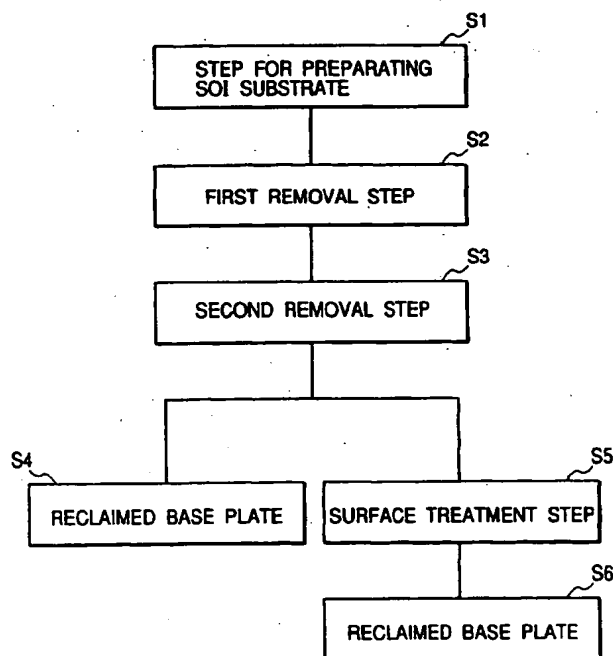 S1
STEP FOR PREPARATING
SOI SUBSTRATE
S2
FIRST REMOVAL STEP
S3
SECOND REMOVAL STEP
S4
RECLAIMED BASE PLATE
S5
SURFACE TREATMENT STEP
S6
RECLAIMED BASE PLATE